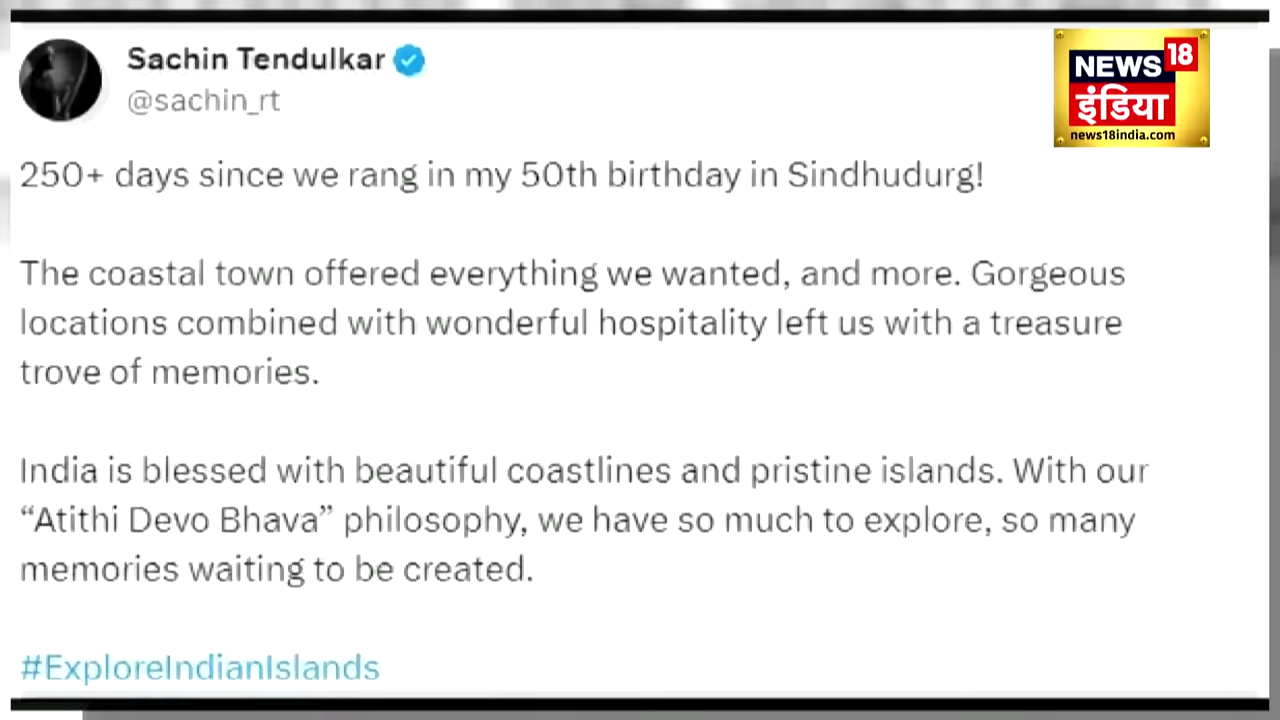 Sachin Tendulkar
@sachin_rt
NEWS 18
इंडिया
news18india.com
250+ days since we rang in my 50th birthday in Sindhudurg!
The coastal town offered everything we wanted, and more. Gorgeous
locations combined with wonderful hospitality left us with a treasure
trove of memories.
India is blessed with beautiful coastlines and pristine islands. With our
“Atithi Devo Bhava” philosophy, we have so much to explore, so many
memories waiting to be created.
#ExploreIndianIslands